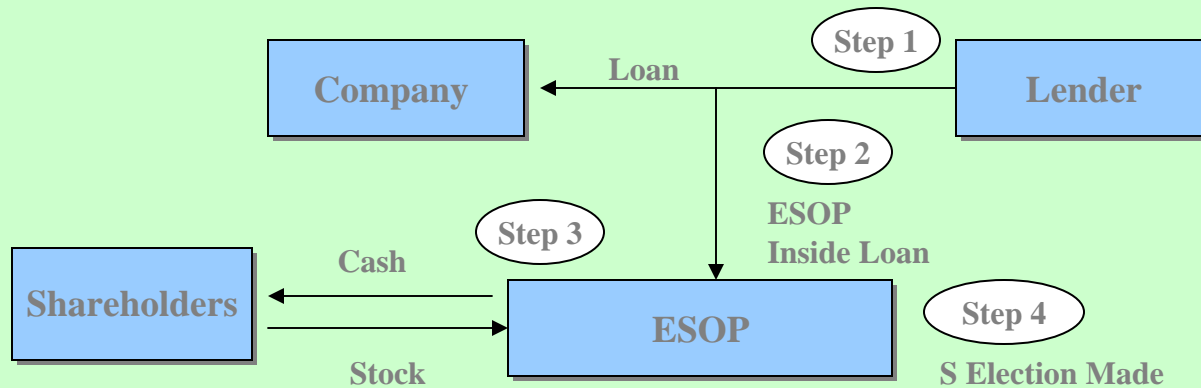 Step 1
Company
Loan
Lender
Step 2
ESOP
Inside Loan
Step 3
Cash
Shareholders
ESOP
Step 4
Stock
S Election Made